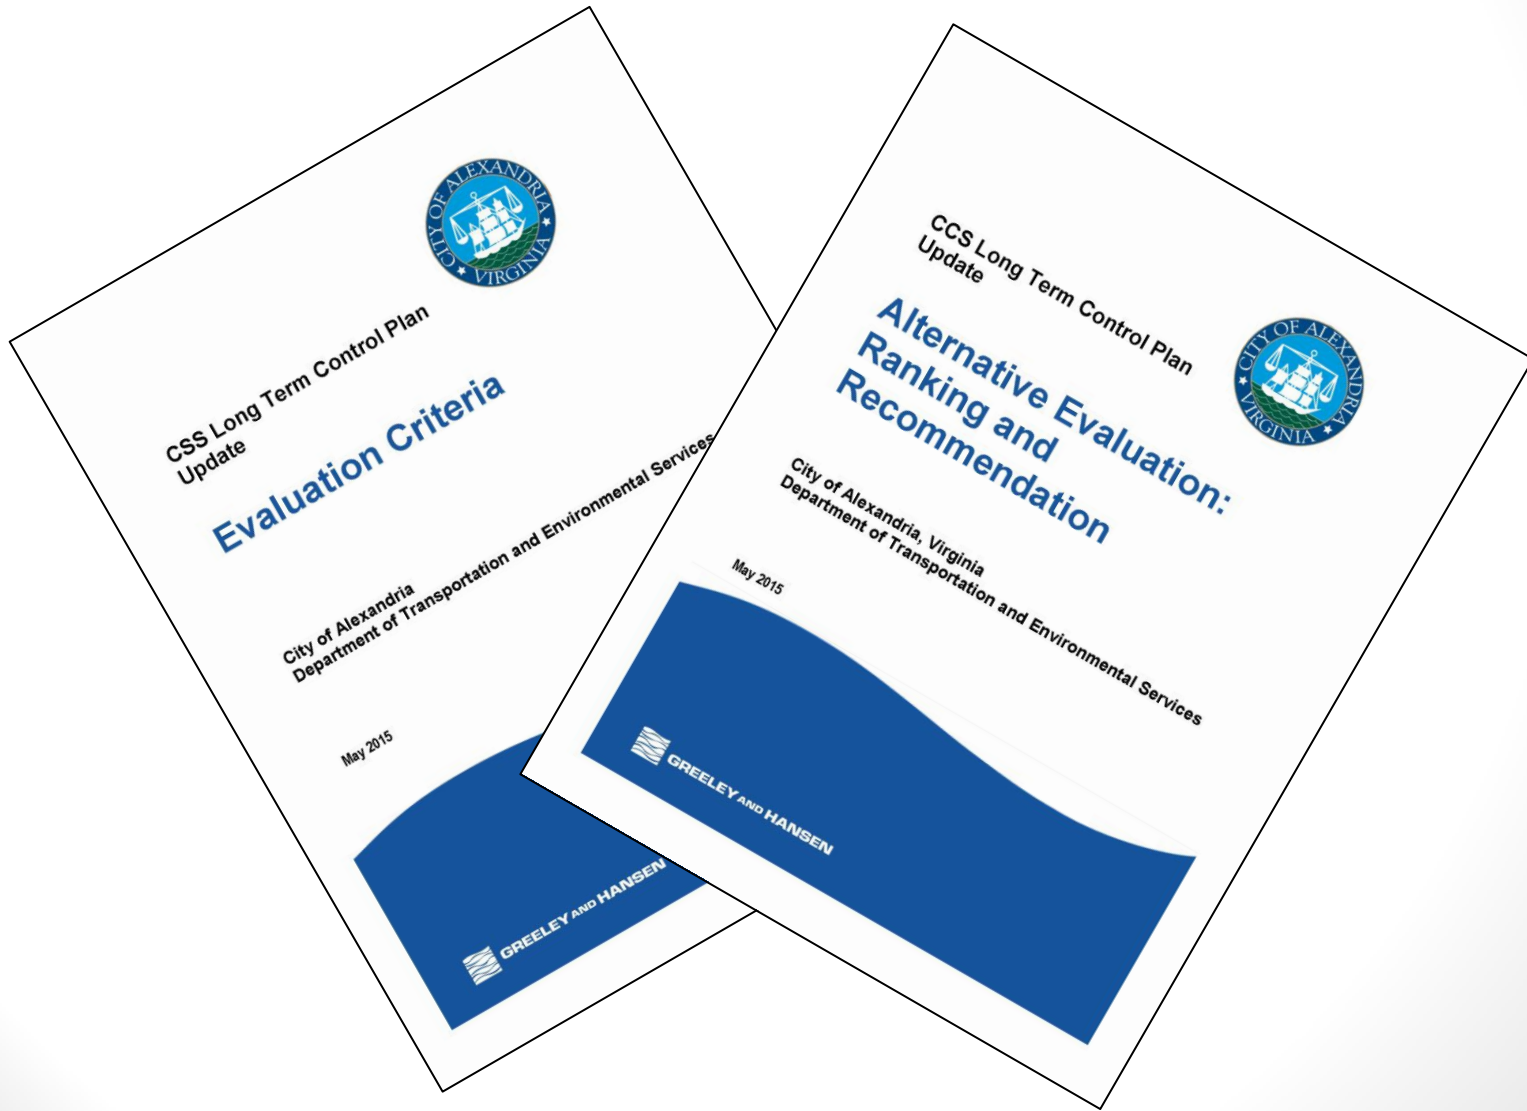 CITY OF ALEXANDRIA
VIRGINIA
CSS Long Term Control Plan
Update
Evaluation Criteria
City of Alexandria
Department of Transportation and Environmental Services
May 2015
GREELEY AND HANSEN
CCS Long Term Control Plan
Update
CITY OF ALEXANDRIA
VIRGINIA
Alternative Evaluation:
Ranking and
Recommendation
City of Alexandria, Virginia
Department of Transportation and Environmental Services
May 2015
GREELEY AND HANSEN